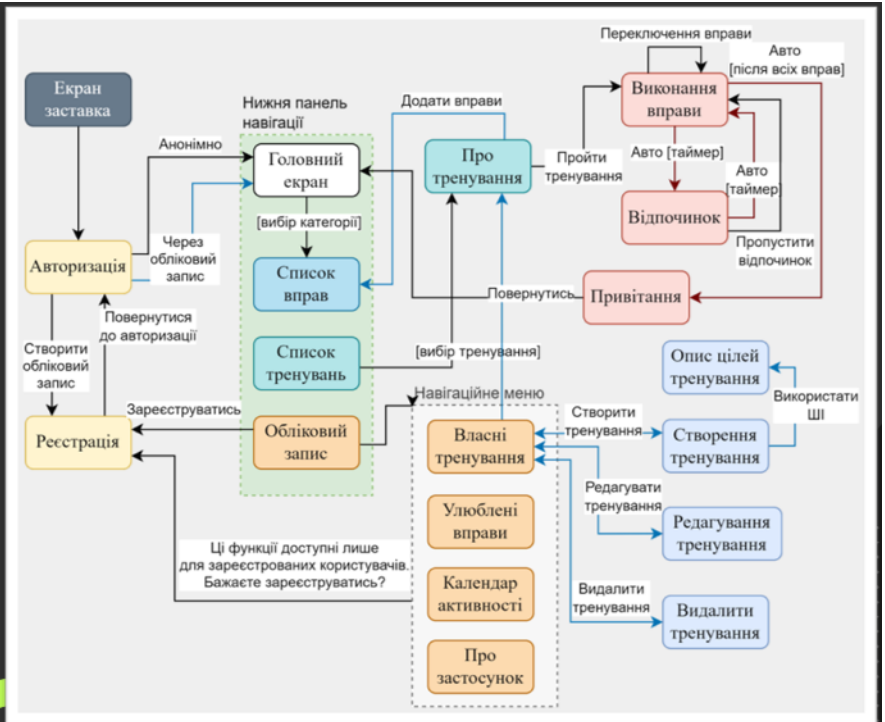 Переключення вправи
Екран
заставка
Авто
[після всіх вправ]
Виконання
вправи
Нижня панель
навігації
Додати вправи
Анонімно
Головний
екран
Про
тренування
Пройти
тренування
Авто [таймер]
Авто
[таймер]
Відпочинок
[вибір категорії]
Через
обліковий
запис
Пропустити
відпочинок
Авторизація
Список
вправ
Повернутись
Привітання
Повернутися
до авторизації
Створити
обліковий
запис
Список
тренувань
[вибір тренування]
Опис цілей
тренування
Навігаційне меню
Використати
ШІ
Зареєструватись
Реєстрація
Обліковий
запис
Власні
тренування
Створити
тренування
Створення
тренування
Редагувати
тренування
Улюблені
вправи
Редагування
тренування
Ці функції доступні лише
для зареєстрованих користувачів.
Бажаєте зареєструватись?
Календар
активності
Видалити
тренування
Видалити
тренування
Про
застосунок